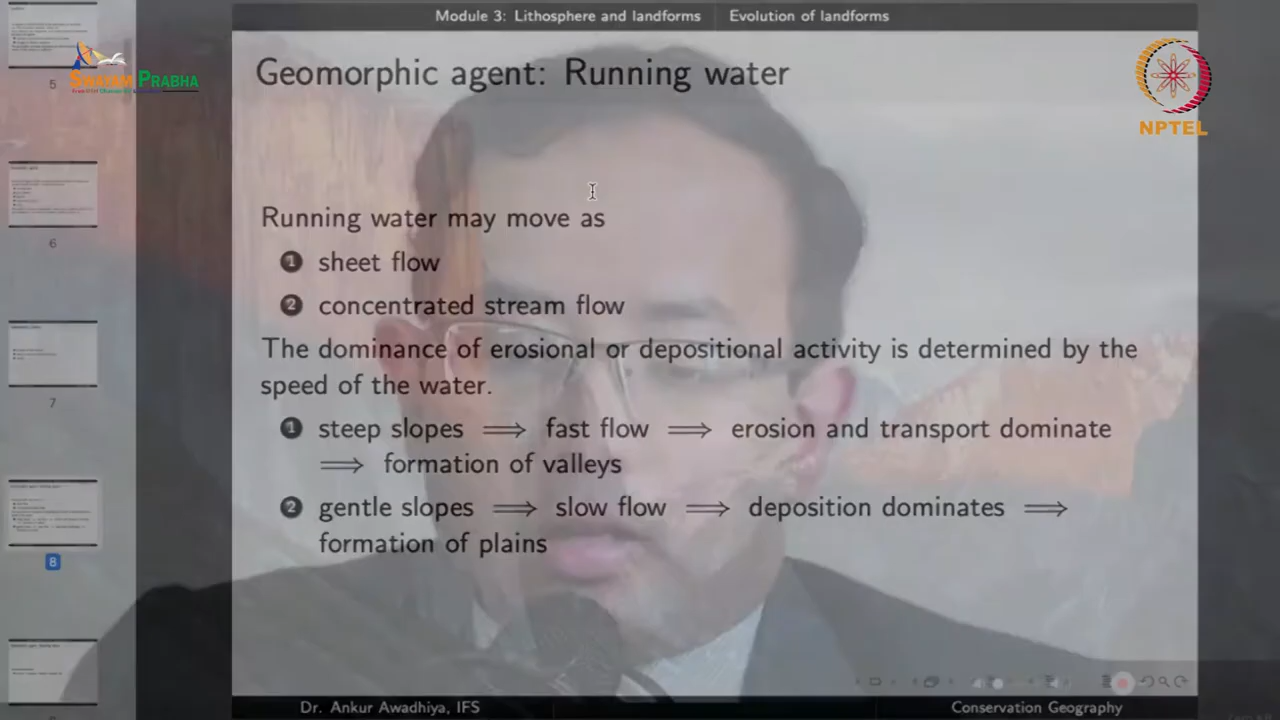 Module 3: Lithosphere and landforms Evolution of landforms
SWAYAM PRABHA
NPTEL
Geomorphic agent: Running water
Running water may move as
1 sheet flow
2 concentrated stream flow
The dominance of erosional or depositional activity is determined by the
speed of the water.
1 steep slopes ⟹ fast flow ⟹ erosion and transport dominate
⟹ formation of valleys
2 gentle slopes ⟹ slow flow ⟹ deposition dominates ⟹
formation of plains
5
6
7
8
Dr. Ankur Awadhiya, IFS Conservation Geography